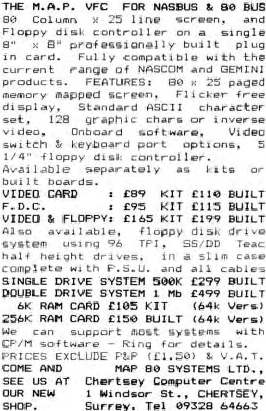 THE M.A.P. VFC FOR NASBUS & 80 BUS
80 Column x 25 line screen, and
Floppy disk controller on a single
8" x 8" professionally built plug
in card. Fully compatible with the
current range of NASCOM and GEMINI
products. FEATURES: 80 x 25 paged
memory mapped screen, Flicker free
display, Standard ASCII character
set, 128 graphic chars or inverse
video, Onboard software, Video
switch & keyboard port options, 5
1/4" floppy disk controller.
Available separately as kits or
built boards.
VIDEO CARD : £89 KIT £110 BUILT
F.D.C. : £95 KIT £115 BUILT
VIDEO & FLOPPY: £165 KIT £199 BUILT
Also available, floppy disk drive
system using 96 TPI, SS/DD Teac
half height drives, in a slim case
complete with P.S.U. and all cables
SINGLE DRIVE SYSTEM 500K £299 BUILT
DOUBLE DRIVE SYSTEM 1 Mb £499 BUILT
6K RAM CARD £105 KIT (64k Vers)
256K RAM CARD £150 BUILT (64k Vers)
We can support most systems with
CP/M software - Ring for details.
PRICES EXCLUDE P&P (£1.50) & V.A.T.
COME AND MAP 80 SYSTEMS LTD.,
SEE US AT Chertsey Computer Centre
OUR NEW 1 Windsor St., CHERTSEY,
SHOP. Surrey. Tel 093328 64663